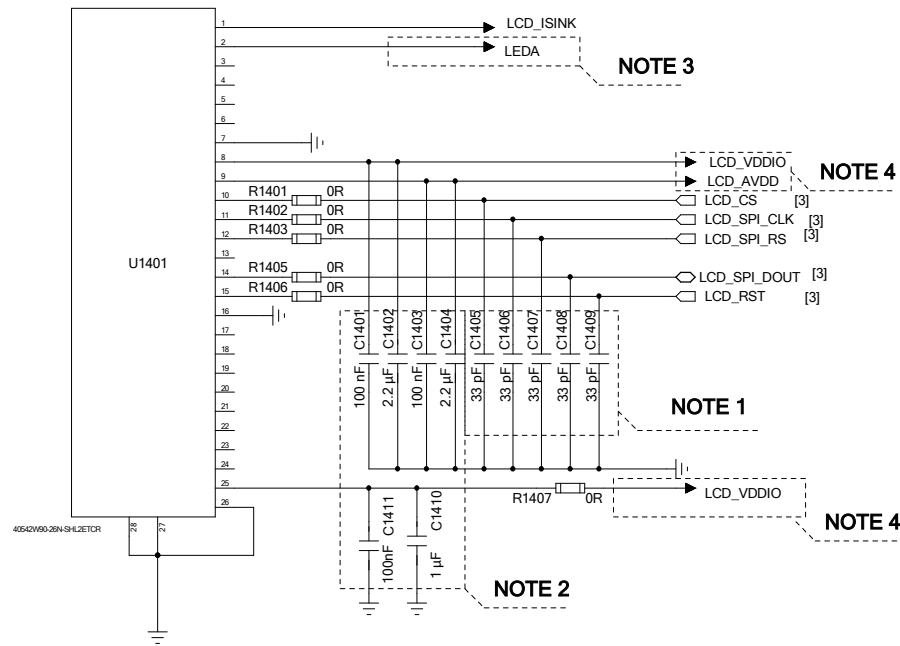 1 LCD_ISINK
2 LEDA
NOTE 3
3
4
5
6
7
8 LCD_VDDIO
NOTE 4
9 LCD_AVDD
R1401 0R
10 LCD_CS [3]
R1402 0R
11 LCD_SPI_CLK [3]
R1403 0R
12 LCD_SPI_RS [3]
U1401
13
R1405 0R
14 LCD_SPI_DOUT [3]
R1406 0R
15 LCD_RST [3]
16
C1401 100 nF
C1402 2.2 µF
C1403 100 nF
C1404 2.2 µF
C1405 33 pF
C1406 33 pF
C1407 33 pF
C1408 33 pF
C1409 33 pF
17
18
19
20
21
NOTE 1
22
23
24
25
R1407 0R
LCD_VDDIO
26
NOTE 4
40542W90-26N-SHL2ETCR
28
27
C1411 100nF
C1410 1 µF
NOTE 2